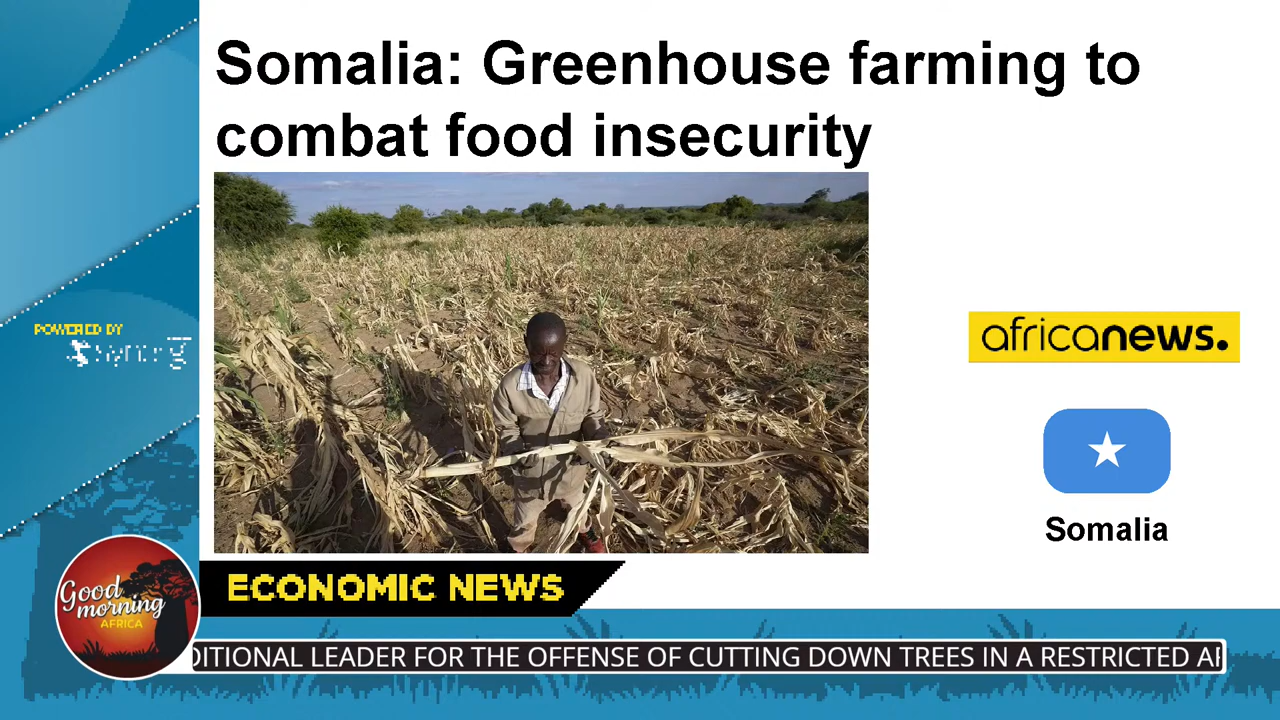 Somalia: Greenhouse farming to
combat food insecurity
POWERED BY
africanews.
Somalia
Good
morning
AFRICA
ECONOMIC NEWS
DITIONAL LEADER FOR THE OFFENSE OF CUTTING DOWN TREES IN A RESTRICTED